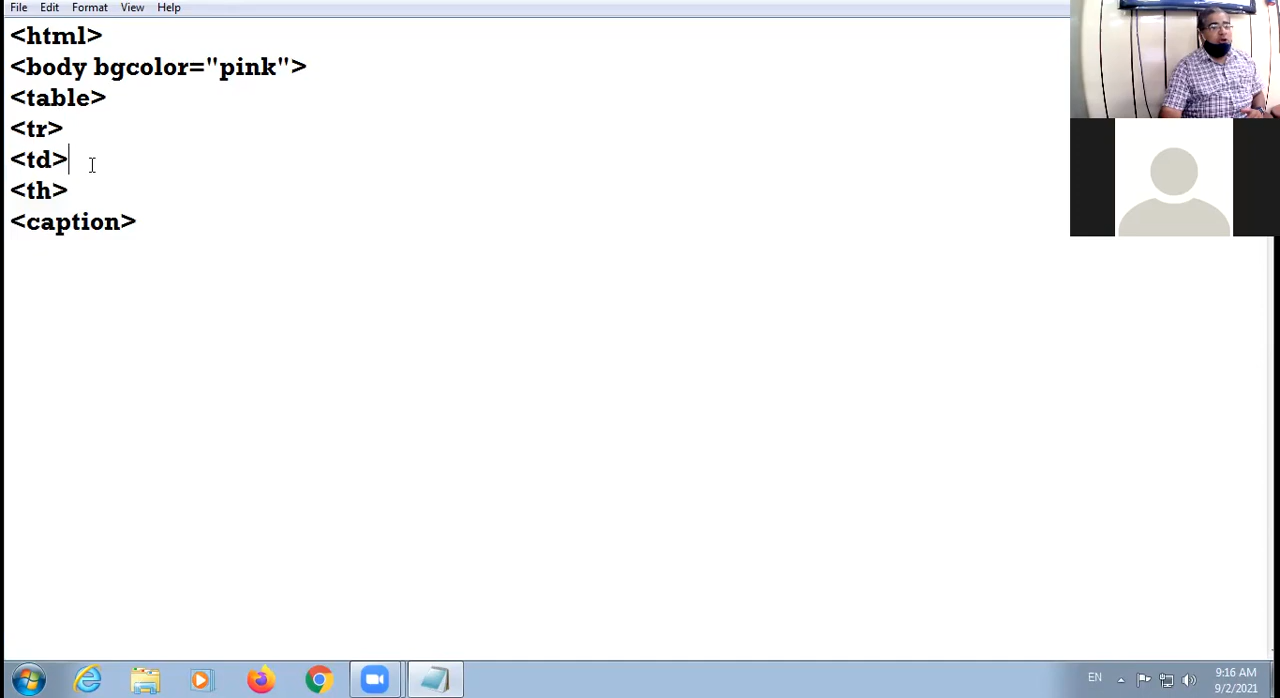 File Edit Format View Help
<html>
<body bgcolor="pink">
<table>
<tr>
<td>
<th>
<caption>
EN
9:16 AM
9/2/2021